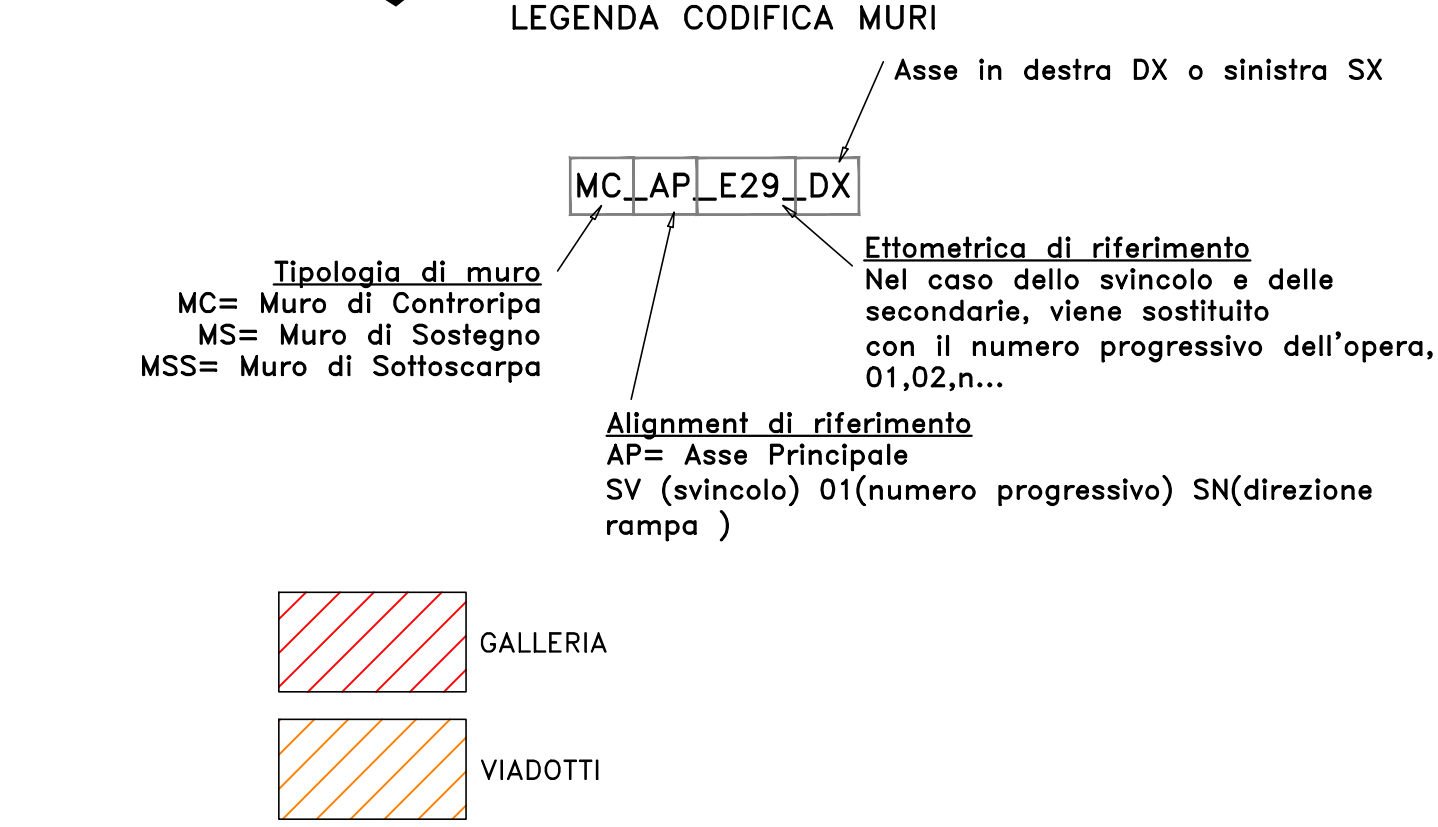 LEGENDA CODIFICA MURI
Asse in destra DX o sinistra SX
MC_AP_E29_DX
Tipologia di muro
MC= Muro di Controripa
MS= Muro di Sostegno
MSS= Muro di Sottoscarpa
Ettometrica di riferimento
Nel caso dello svincolo e delle
secondarie, viene sostituito
con il numero progressivo dell'opera,
01,02,n...
Alignment di riferimento
AP= Asse Principale
SV (svincolo) 01(numero progressivo) SN(direzione
rampa )
GALLERIA
VIADOTTI